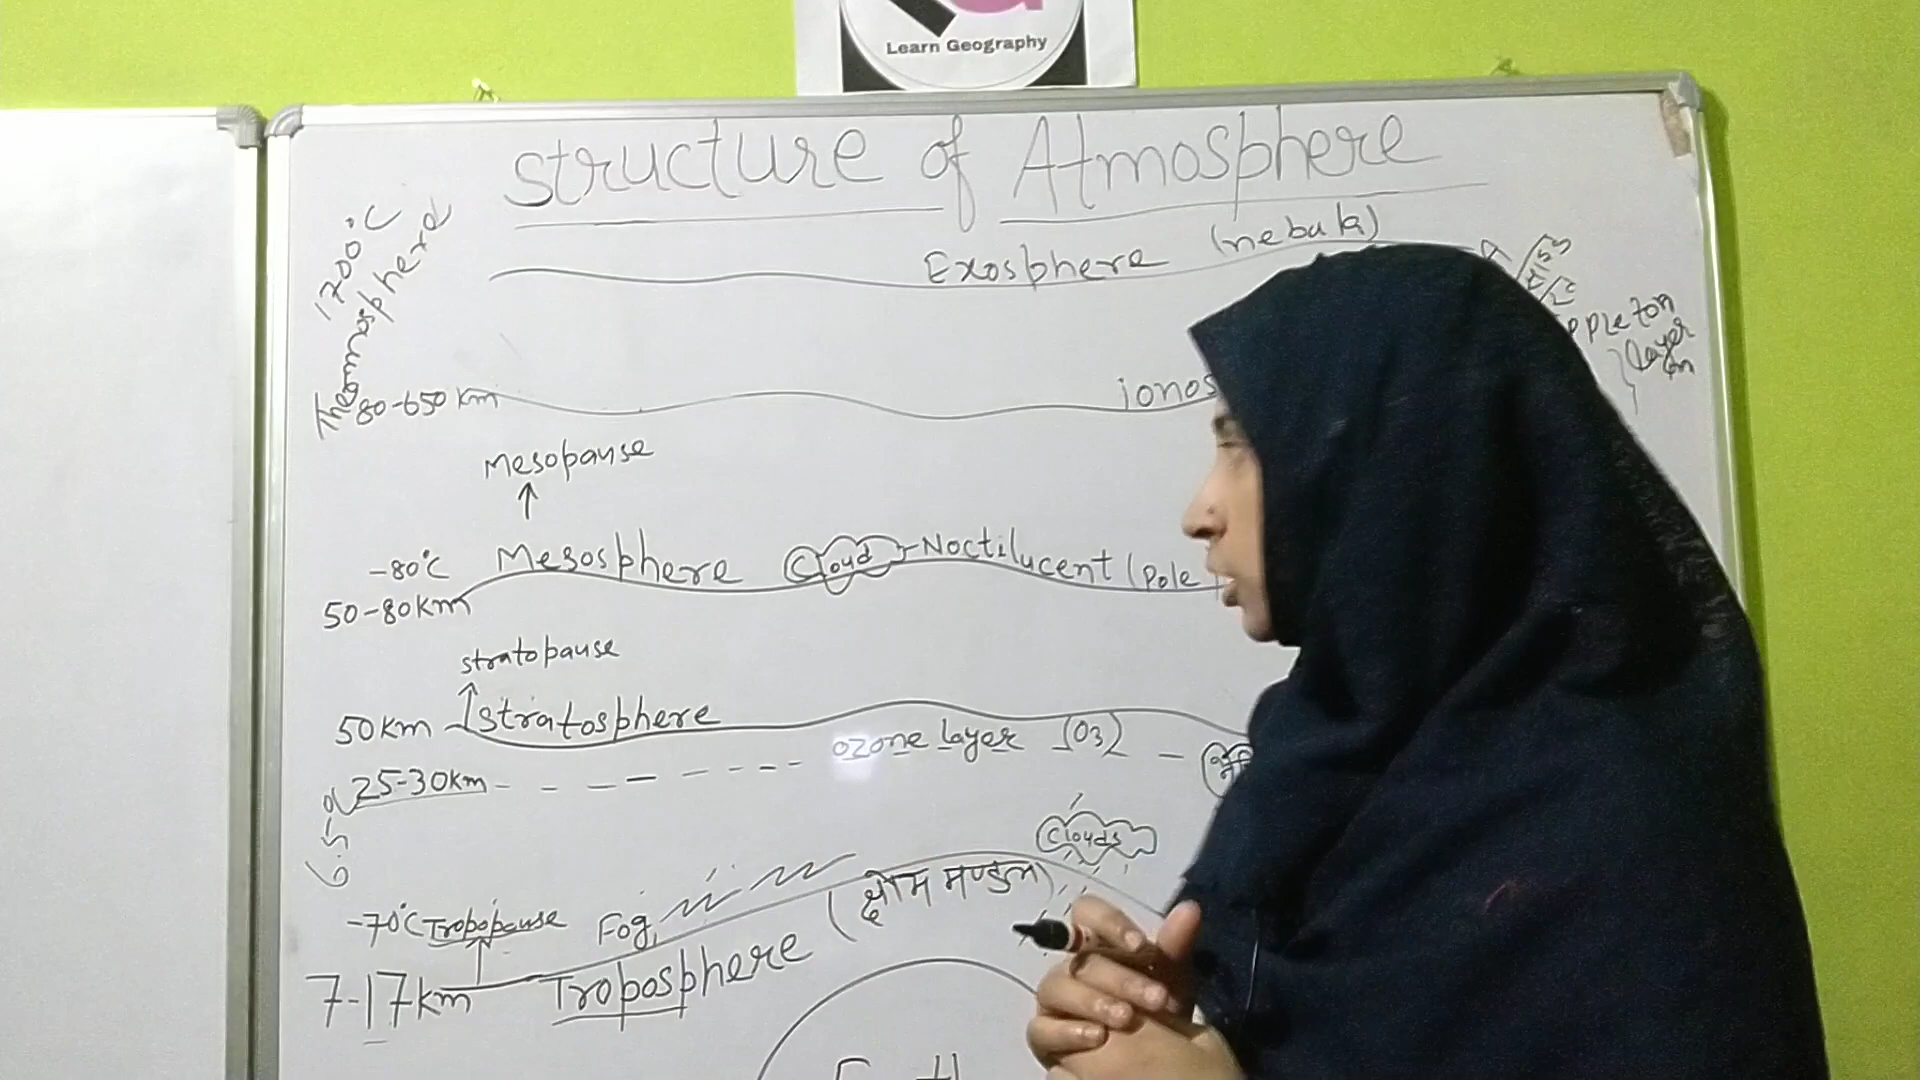 Learn Geography
Structure of Atmosphere
1700°C
Thermosphere
Exosphere (nebula)
Appleton
layer
80-650 km
ionos
Mesopause
-80°C
Mesosphere
Cloud
Noctilucent (Pole
50-80km
stratopause
50km
Stratosphere
ozone layer (O3)
25-30km
6.5
Clouds
-70°C Tropopause
Fog
(क्षोभ मण्डल)
7-17km
Troposphere